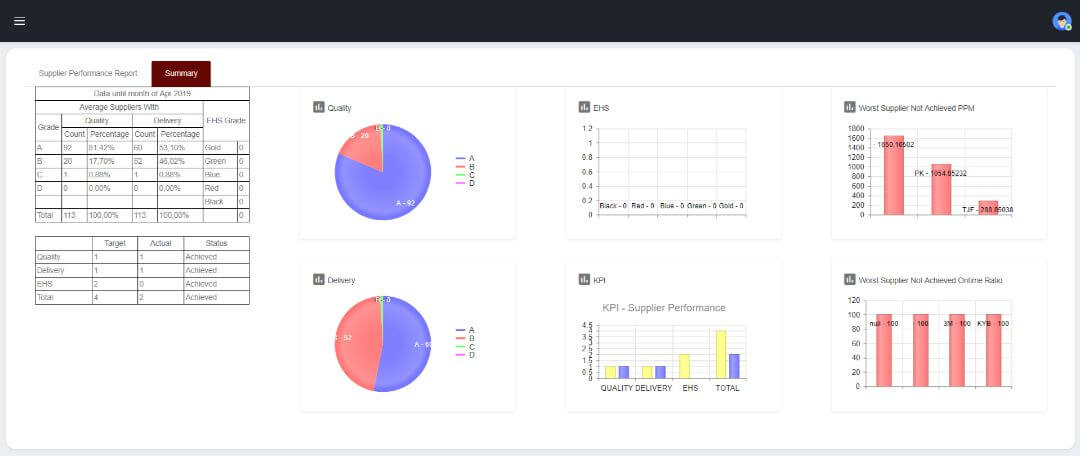 Supplier Performance Report Summary
Data until month of Apr 2019
Average Suppliers With
Grade Quality Delivery EHS Grade
Count Percentage Count Percentage
A 92 81,42% 60 53,10% Gold 0
B 20 17,70% 52 46,02% Green 0
C 1 0,88% 1 0,88% Blue 0
D 0 0,00% 0 0,00% Red 0
Black 0
Total 113 100,00% 113 100,00% 0
Target Actual Status
Quality 1 1 Achieved
Delivery 1 1 Achieved
EHS 2 0 Achieved
Total 4 2 Achieved
Quality
20
A - 92
A
B
C
D
EHS
1.2
1
0.8
0.6
0.4
0.2
0
Black - 0 Red - 0 Blue - 0 Green - 0 Gold - 0
Worst Supplier Not Achieved PPM
1800
1600
1400
1200
1000
800
600
400
200
0
- 1650.16502
PK - 1054.85232
TJF - 288.85038
Delivery
- 52
A - 60
A
B
C
D
KPI
KPI - Supplier Performance
4.5
4
3.5
3
2.5
2
1.5
1
0.5
0
QUALITY DELIVERY EHS TOTAL
Worst Supplier Not Achieved Ontime Ratio
120
100
80
60
40
20
0
null - 100 - 100 3M - 100 KYB - 100